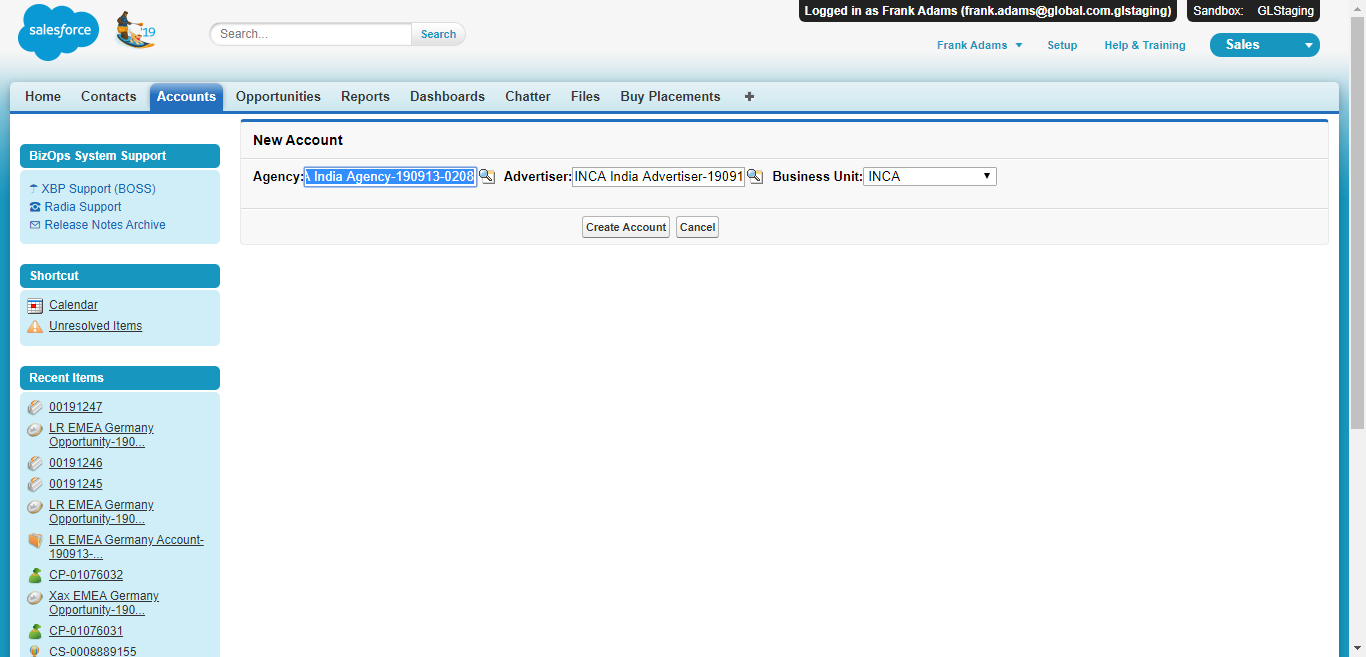 salesforce
'19
Search...
Search
Logged in as Frank Adams (frank.adams@global.com.glstaging)
Sandbox: GLStaging
Frank Adams
Setup
Help & Training
Sales
Home
Contacts
Accounts
Opportunities
Reports
Dashboards
Chatter
Files
Buy Placements
+
BizOps System Support
XBP Support (BOSS)
Radia Support
Release Notes Archive
Shortcut
Calendar
Unresolved Items
Recent Items
00191247
LR EMEA Germany
Opportunity-190...
00191246
00191245
LR EMEA Germany
Opportunity-190...
LR EMEA Germany Account-
190913-...
CP-01076032
Xax EMEA Germany
Opportunity-190...
CP-01076031
CS-0008889155
New Account
Agency: India Agency-190913-0208
Advertiser: INCA India Advertiser-19091
Business Unit: INCA
Create Account
Cancel